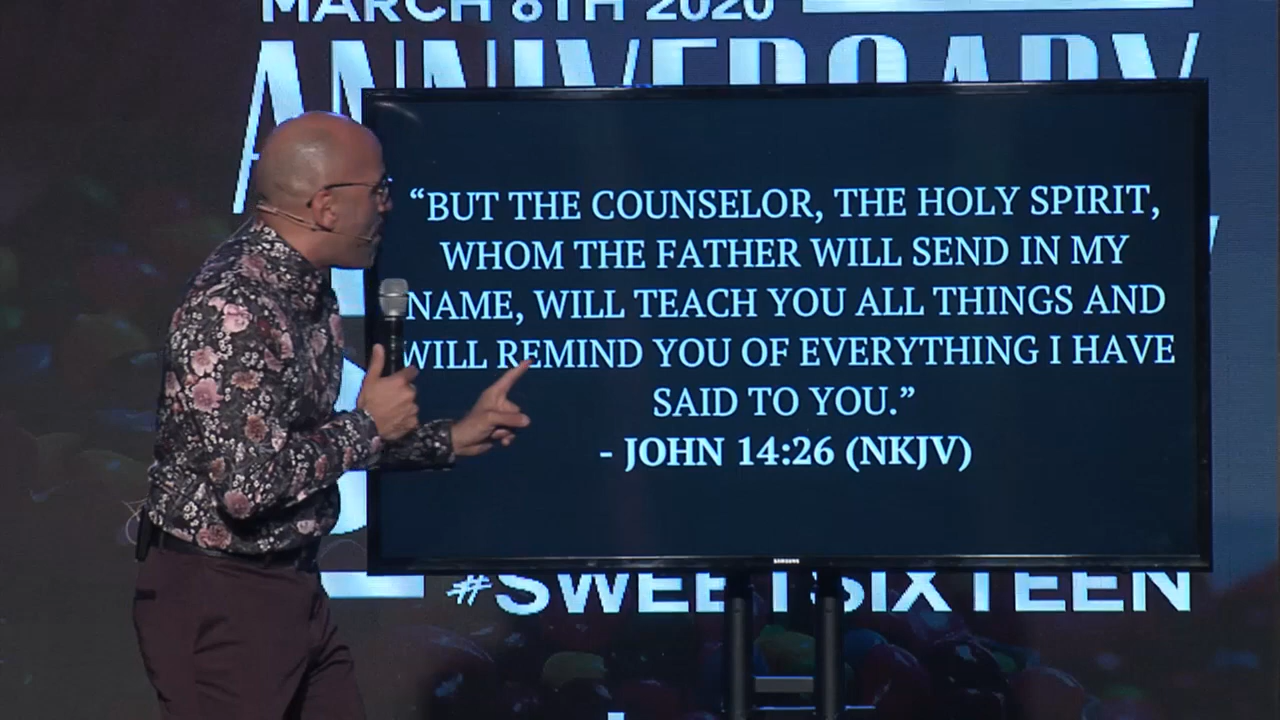 MARCH 8TH 2020
ANNIVERSARY
“BUT THE COUNSELOR, THE HOLY SPIRIT,
WHOM THE FATHER WILL SEND IN MY
NAME, WILL TEACH YOU ALL THINGS AND
WILL REMIND YOU OF EVERYTHING I HAVE
SAID TO YOU.”
- JOHN 14:26 (NKJV)
SAMSUNG
#SWEETSIXTEEN